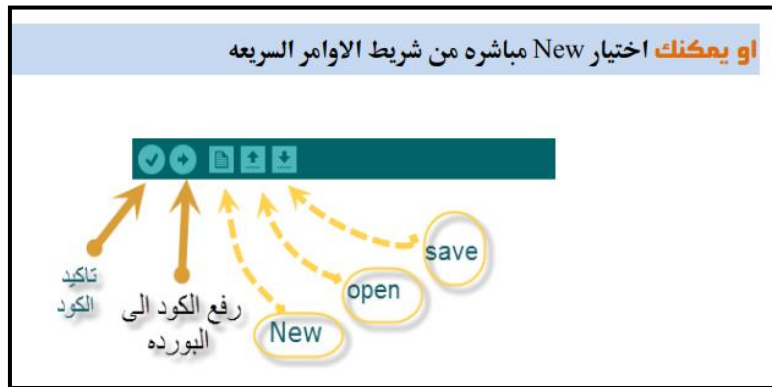 او يمكنك اختيار New مباشره من شريط الاوامر السريعه
save
open
New
رفع الكود الى
البورده
تاكيد
الكود